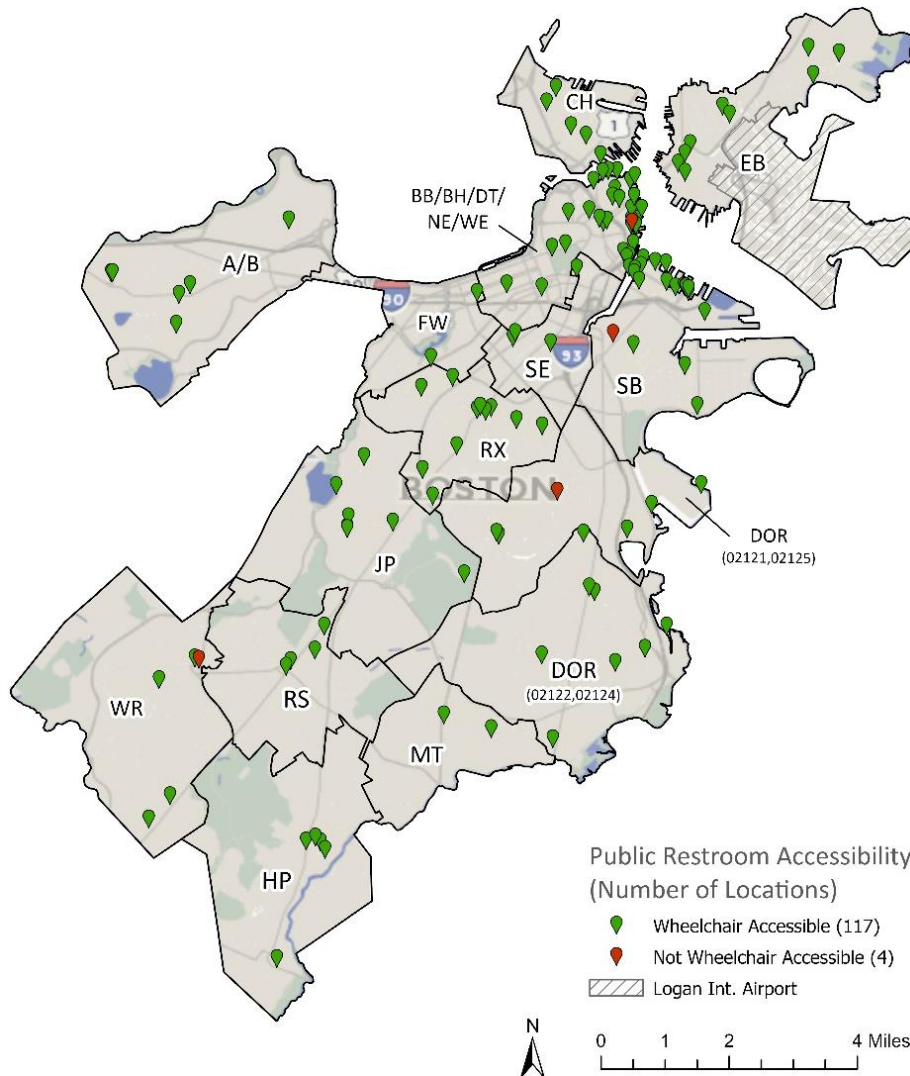 CH
1
EB
BB/BH/DT/
NE/WE
A/B
90
FW
SE
93
SB
RX
BOSTON
DOR
(02121,02125)
JP
DOR
(02122,02124)
WR
RS
MT
HP
Public Restroom Accessibility
(Number of Locations)
Wheelchair Accessible (117)
Not Wheelchair Accessible (4)
Logan Int. Airport
N
0 1 2 4 Miles